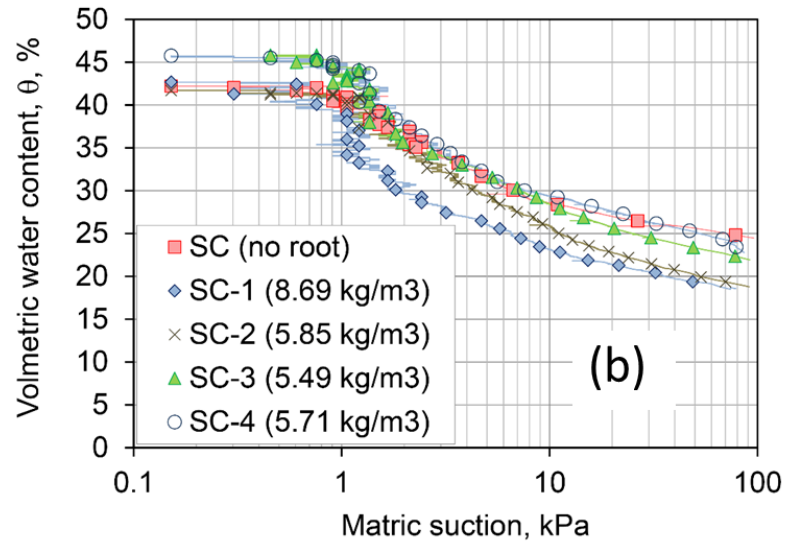 Volmetric water content, θ, %
50
45
40
35
30
25
20
15
10
5
0
SC (no root)
SC-1 (8.69 kg/m3)
SC-2 (5.85 kg/m3)
SC-3 (5.49 kg/m3)
SC-4 (5.71 kg/m3)
(b)
0.1 1 10 100
Matric suction, kPa